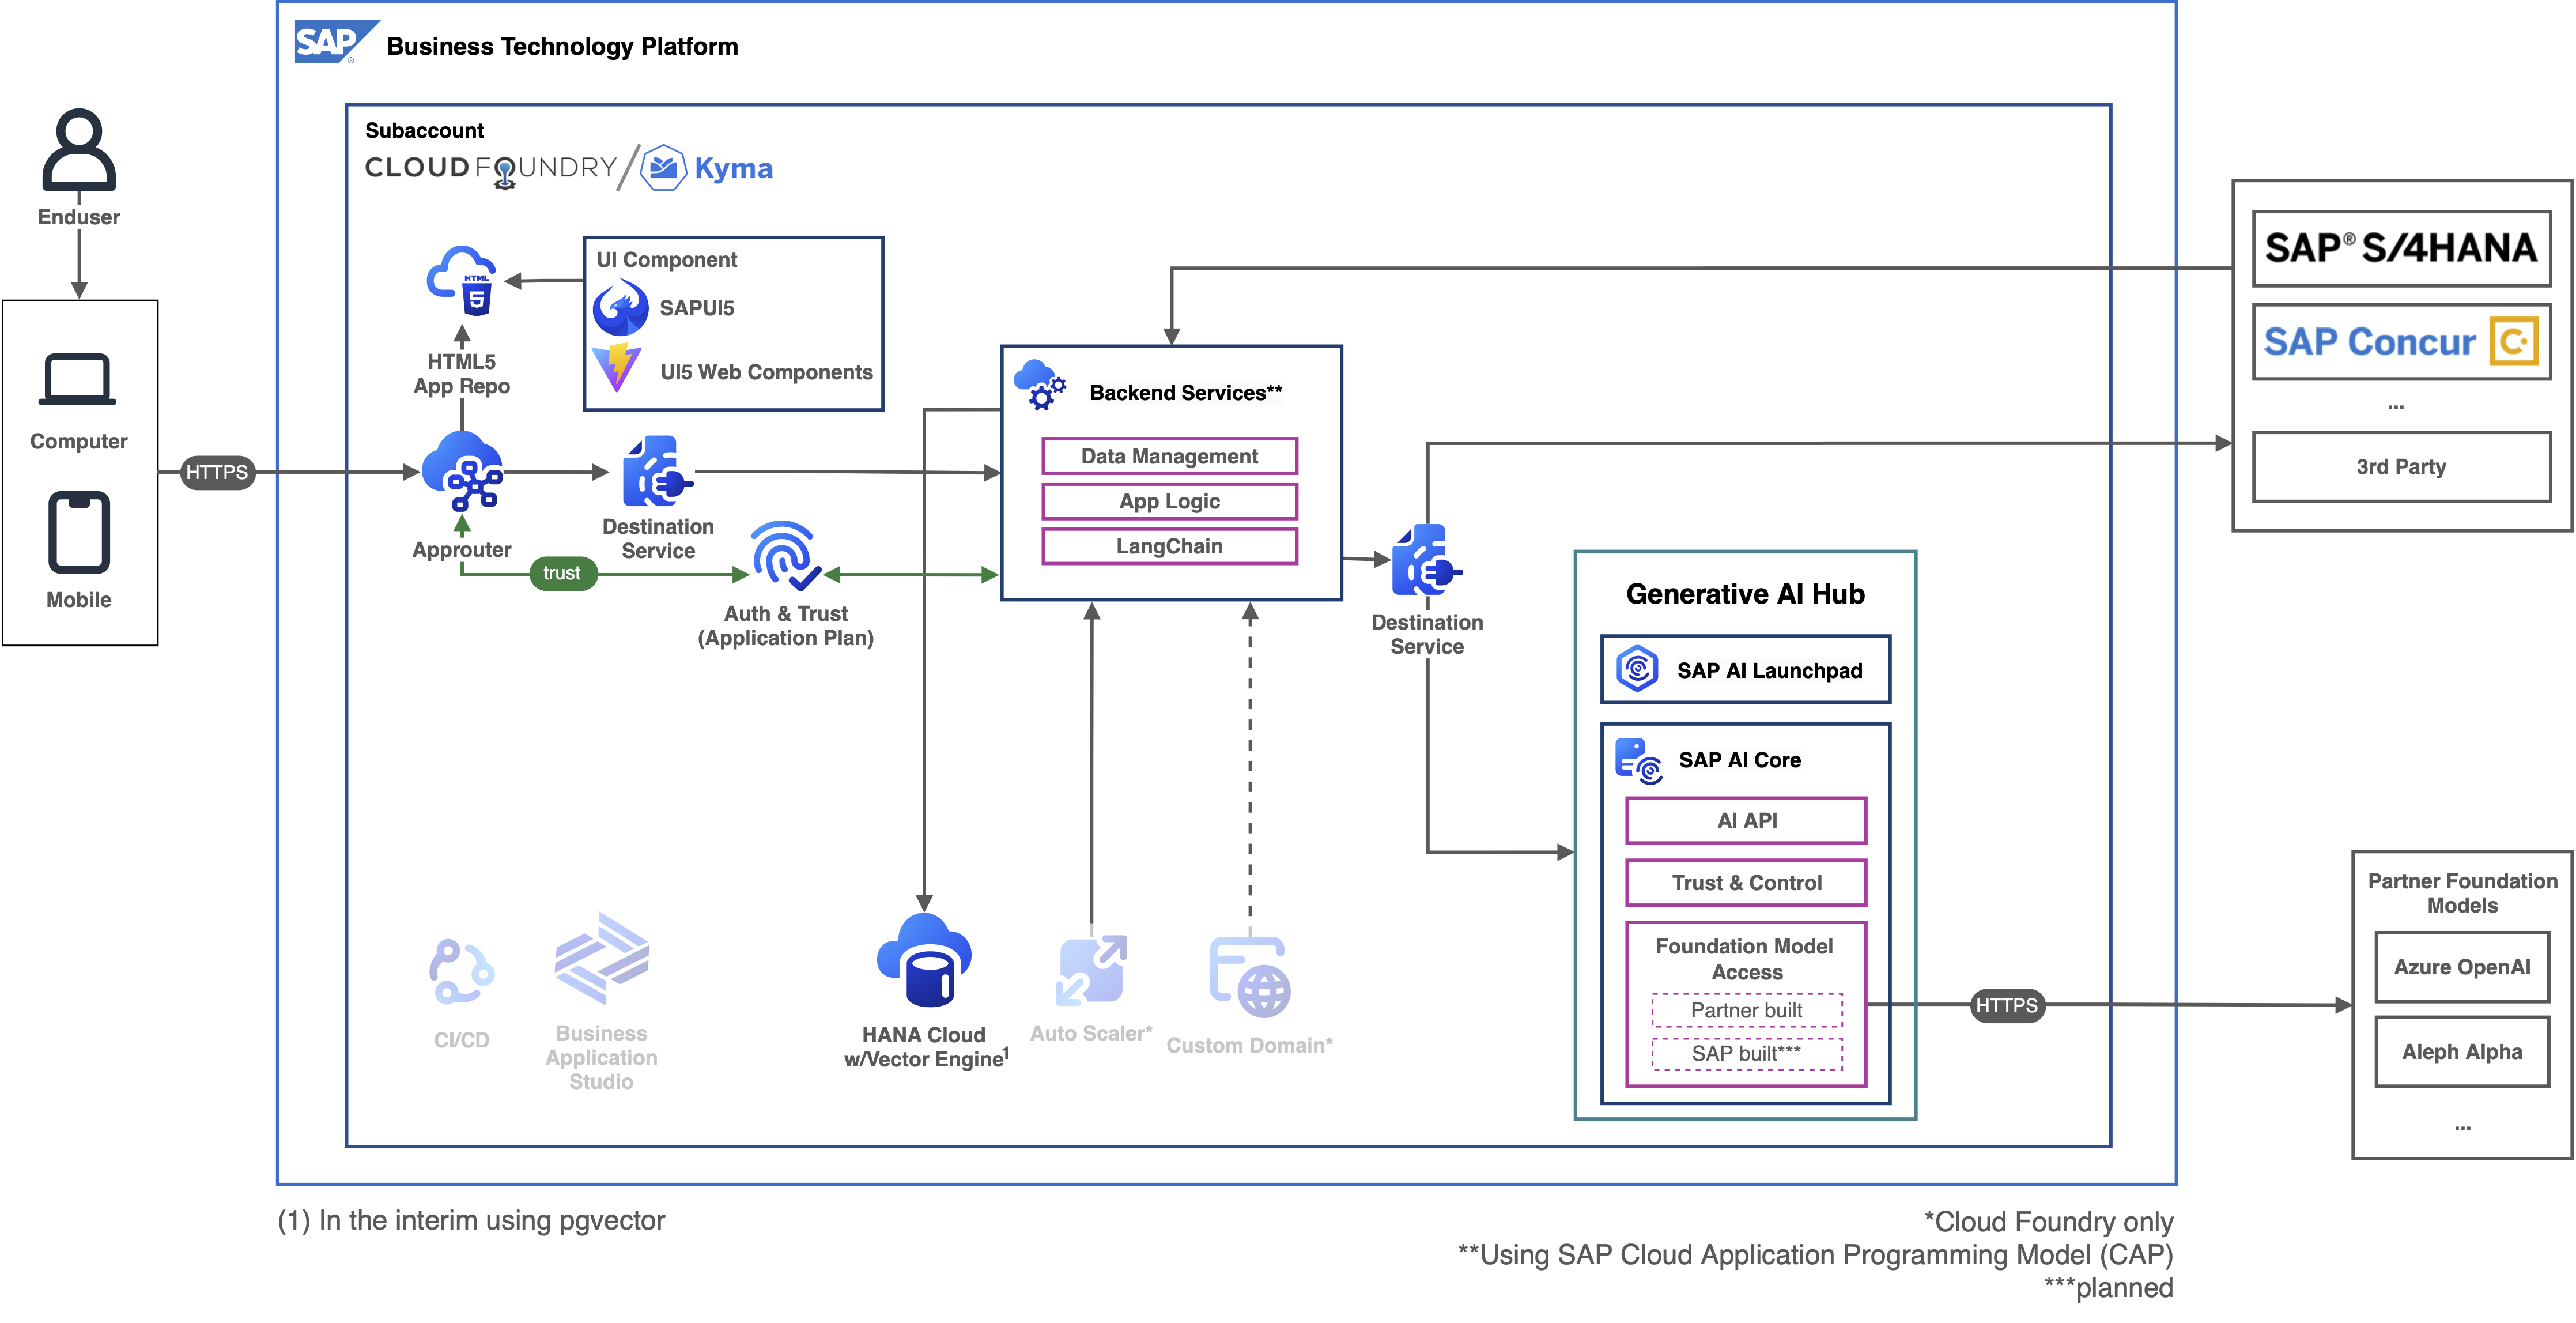 SAP ® Business Technology Platform
Subaccount
CLOUD FOUNDRY / Kyma
Enduser
Computer
Mobile
HTTPS
HTML
5
HTML5
App Repo
UI Component
SAPUI5
UI5 Web Components
Approuter
Destination
Service
trust
Auth & Trust
(Application Plan)
Backend Services**
Data Management
App Logic
LangChain
Destination
Service
SAP® S/4HANA
SAP Concur C
...
3rd Party
Generative AI Hub
SAP AI Launchpad
SAP AI Core
AI API
Trust & Control
Foundation Model
Access
Partner built
SAP built***
HTTPS
Partner Foundation
Models
Azure OpenAI
Aleph Alpha
...
CI/CD
Business
Application
Studio
HANA Cloud
w/Vector Engine1
Auto Scaler*
Custom Domain*
(1) In the interim using pgvector
*Cloud Foundry only
**Using SAP Cloud Application Programming Model (CAP)
***planned